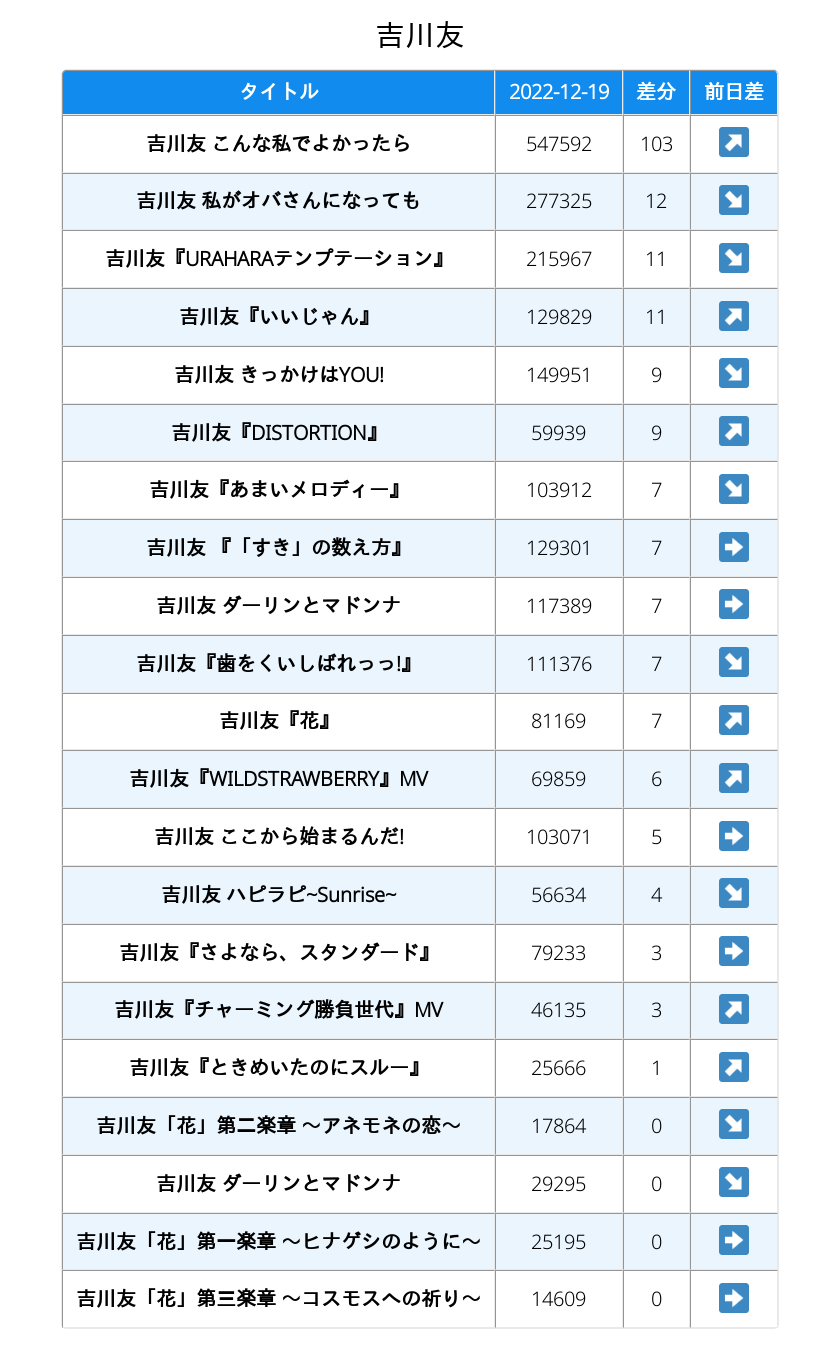 吉川友
タイトル 2022-12-19 差分 前日差
吉川友 こんな私でよかったら 547592 103
吉川友 私がオバさんになっても 277325 12
吉川友『URAHARAテンプテーション』 215967 11
吉川友『いいじゃん』 129829 11
吉川友 きっかけはYOU! 149951 9
吉川友『DISTORTION』 59939 9
吉川友『あまいメロディー』 103912 7
吉川友 『「すき」の数え方』 129301 7
吉川友 ダーリンとマドンナ 117389 7
吉川友『歯をくいしばれっっ!』 111376 7
吉川友『花』 81169 7
吉川友『WILDSTRAWBERRY』MV 69859 6
吉川友 ここから始まるんだ! 103071 5
吉川友 ハピラピ~Sunrise~ 56634 4
吉川友『さよなら、スタンダード』 79233 3
吉川友『チャーミング勝負世代』MV 46135 3
吉川友『ときめいたのにスルー』 25666 1
吉川友「花」第二楽章 〜アネモネの恋〜 17864 0
吉川友 ダーリンとマドンナ 29295 0
吉川友「花」第一楽章 〜ヒナゲシのように〜 25195 0
吉川友「花」第三楽章 〜コスモスへの祈り〜 14609 0